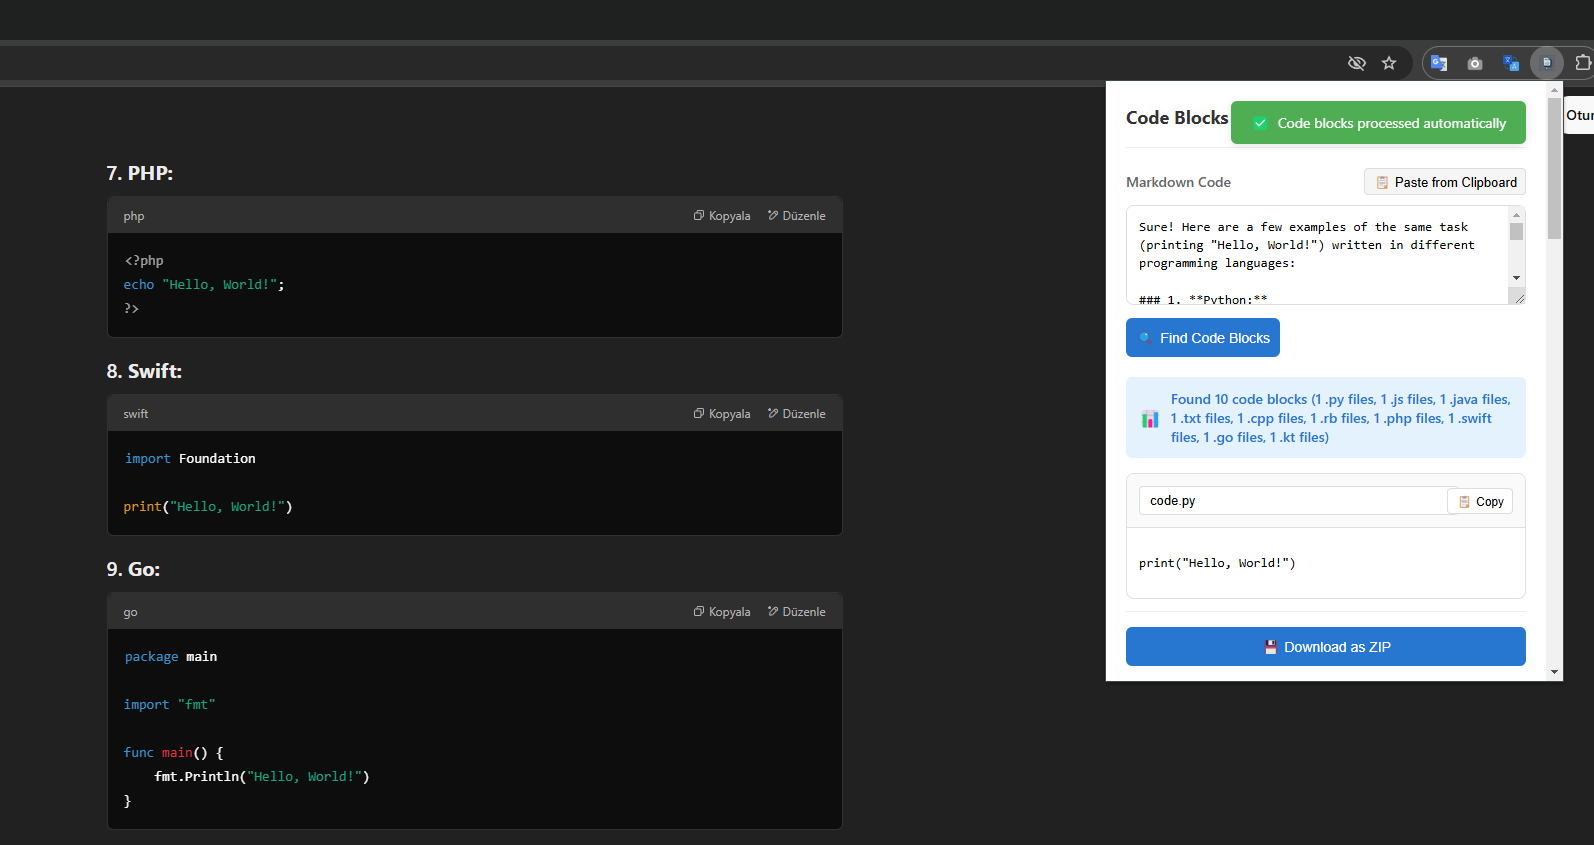 7. PHP:
php
Kopyala
Düzenle
<?php
echo "Hello, World!";
?>
8. Swift:
swift
Kopyala
Düzenle
import Foundation
print("Hello, World!")
9. Go:
go
Kopyala
Düzenle
package main
import "fmt"
func main() {
    fmt.Println("Hello, World!")
}
Code Blocks
Code blocks processed automatically
Markdown Code
Paste from Clipboard
Sure! Here are a few examples of the same task
(printing "Hello, World!") written in different
programming languages:
### 1. **Python:**
Find Code Blocks
Found 10 code blocks (1 .py files, 1 .js files, 1 .java files,
1 .txt files, 1 .cpp files, 1 .rb files, 1 .php files, 1 .swift
files, 1 .go files, 1 .kt files)
code.py
Copy
print("Hello, World!")
Download as ZIP
Otur